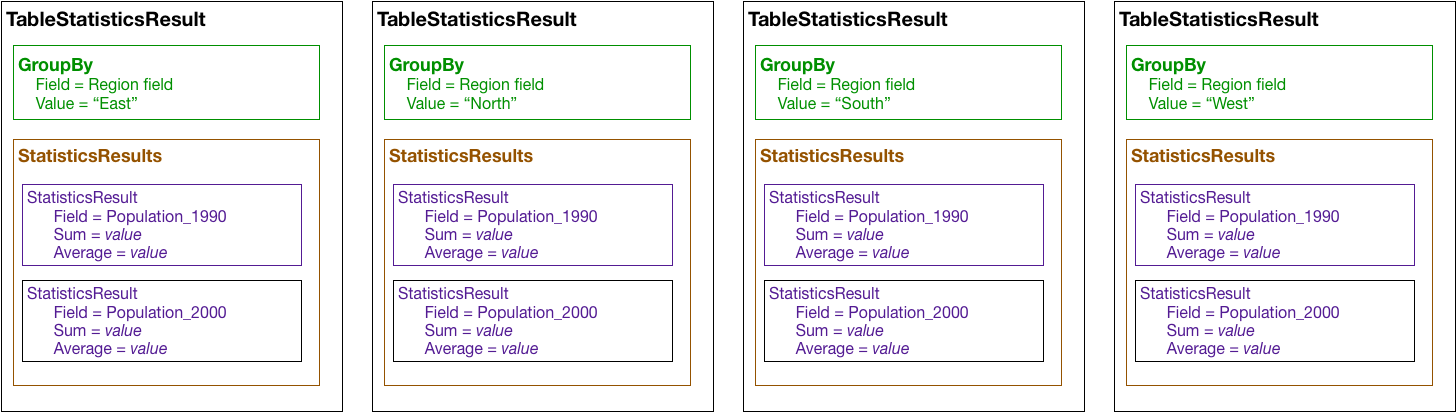 TableStatisticsResult
GroupBy
Field = Region field
Value = “East”
StatisticsResults
StatisticsResult
Field = Population_1990
Sum = value
Average = value
StatisticsResult
Field = Population_2000
Sum = value
Average = value
TableStatisticsResult
GroupBy
Field = Region field
Value = “North”
StatisticsResults
StatisticsResult
Field = Population_1990
Sum = value
Average = value
StatisticsResult
Field = Population_2000
Sum = value
Average = value
TableStatisticsResult
GroupBy
Field = Region field
Value = “South”
StatisticsResults
StatisticsResult
Field = Population_1990
Sum = value
Average = value
StatisticsResult
Field = Population_2000
Sum = value
Average = value
TableStatisticsResult
GroupBy
Field = Region field
Value = “West”
StatisticsResults
StatisticsResult
Field = Population_1990
Sum = value
Average = value
StatisticsResult
Field = Population_2000
Sum = value
Average = value